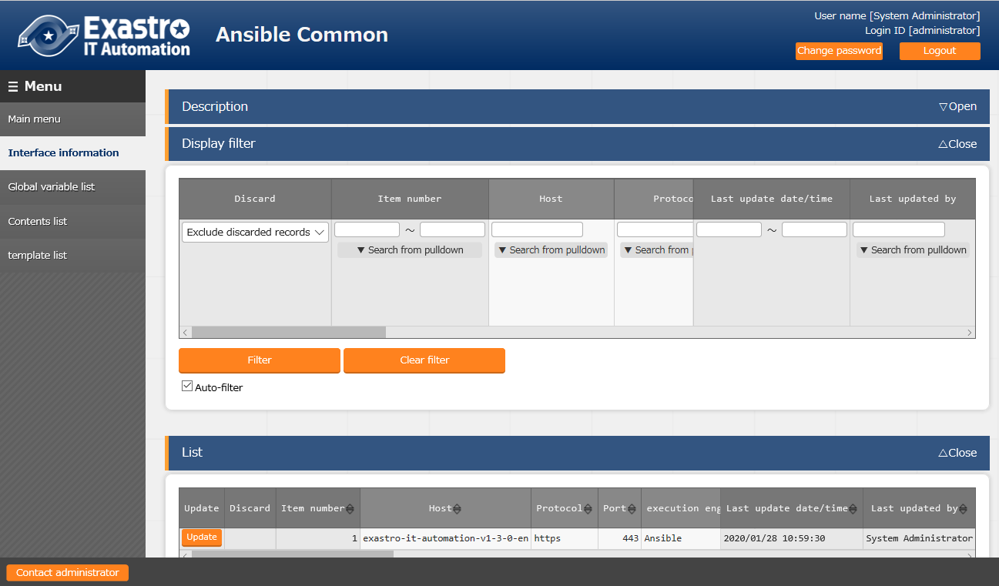 Exastro
IT Automation
Ansible Common
User name [System Administrator]
Login ID [administrator]
Change password
Logout
Menu
Main menu
Interface information
Global variable list
Contents list
template list
Description
▽Open
Display filter
△Close
Discard Item number Host Protoco Last update date/time Last updated by
Exclude discarded records ~ ~
▼ Search from pulldown ▼ Search from pulldown ▼ Search from ▼ Search from pulldown
Filter
Clear filter
Auto-filter
List
△Close
Update Discard Item number Host Protocol Port execution eng Last update date/time Last updated by
Update 1 exastro-it-automation-v1-3-0-en https 443 Ansible 2020/01/28 10:59:30 System Administrator
Contact administrator